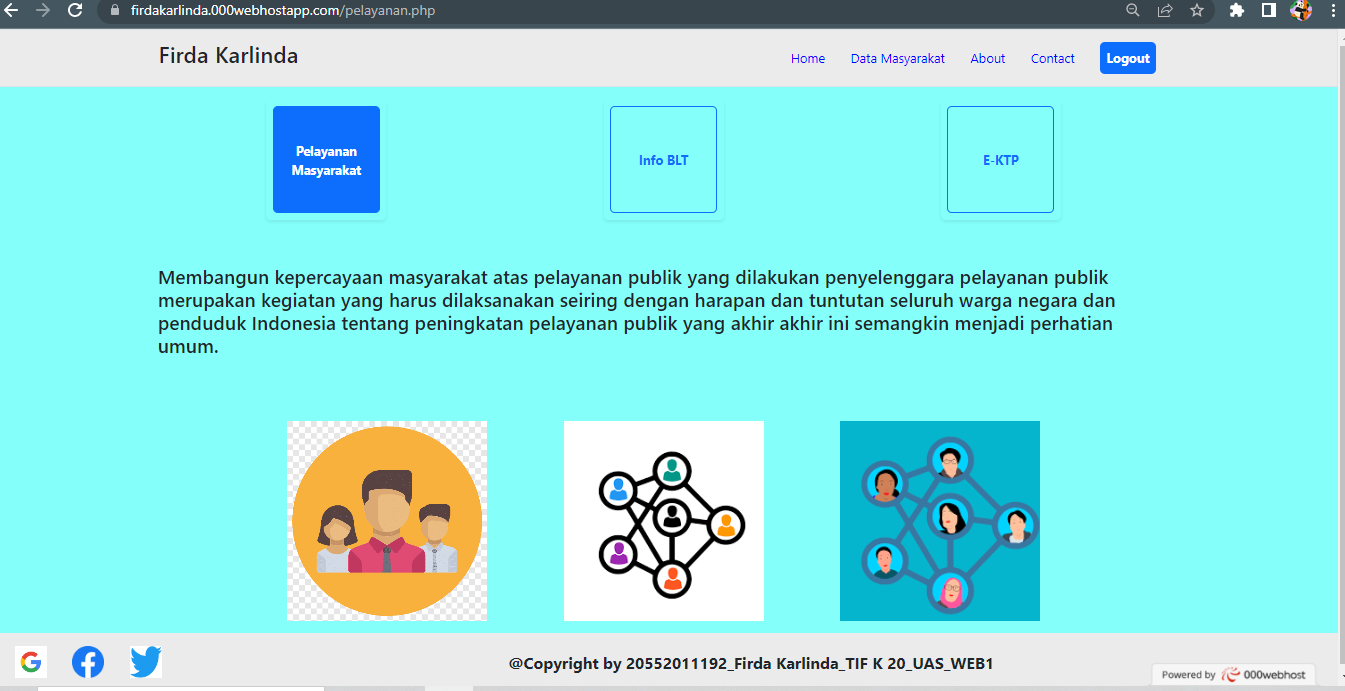 firdakarlinda.000webhostapp.com/pelayanan.php
Firda Karlinda
Home
Data Masyarakat
About
Contact
Logout
Pelayanan
Masyarakat
Info BLT
E-KTP
Membangun kepercayaan masyarakat atas pelayanan publik yang dilakukan penyelenggara pelayanan publik
merupakan kegiatan yang harus dilaksanakan seiring dengan harapan dan tuntutan seluruh warga negara dan
penduduk Indonesia tentang peningkatan pelayanan publik yang akhir akhir ini semangkin menjadi perhatian
umum.
@Copyright by 20552011192_Firda Karlinda_TIF K 20_UAS_WEB1
Powered by 000webhost